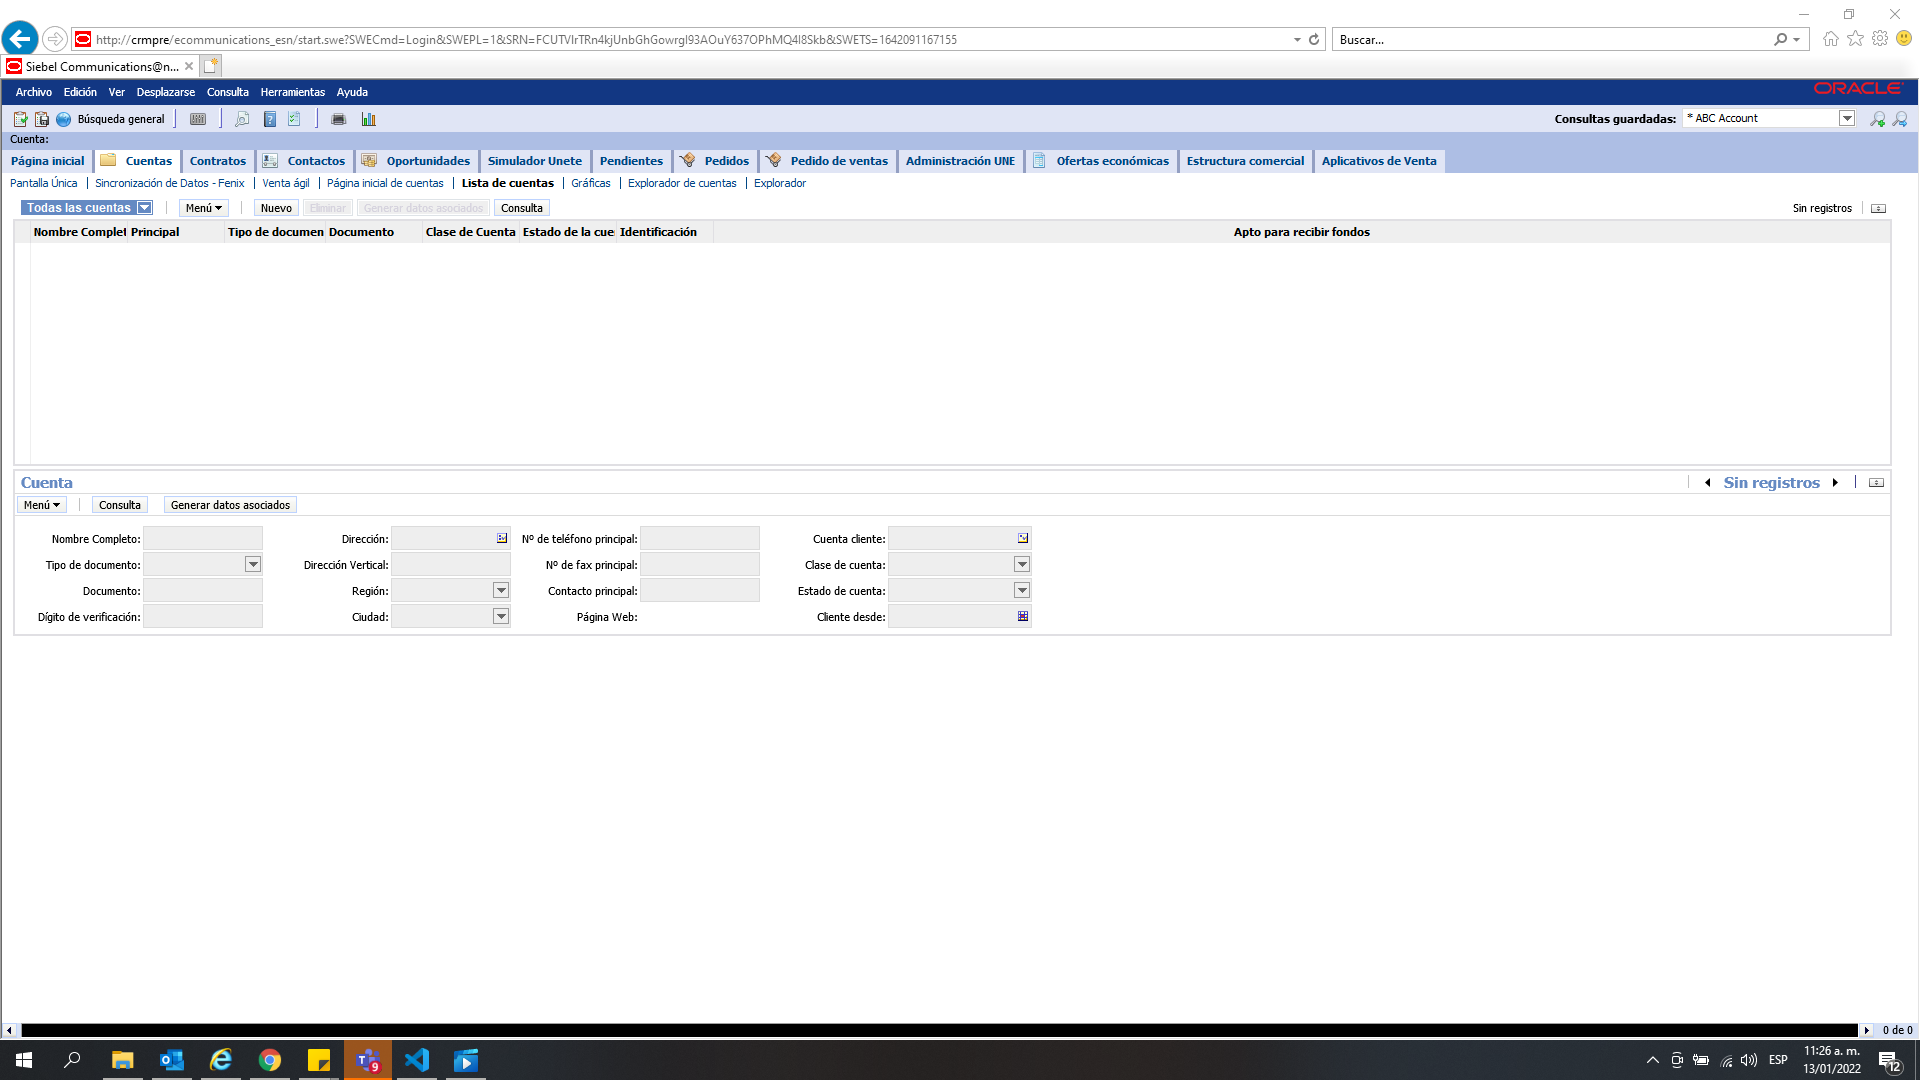 http://crmpre/ecommunications_esn/start.swe?SWECmd=Login&SWEPL=1&SRN=FCUTVIrTRn4kjUnbGhGowrgI93AOuY637OPhMQ4I8Skb&SWETS=1642091167155
Buscar...
Siebel Communications@n...
Archivo Edición Ver Desplazarse Consulta Herramientas Ayuda
ORACLE
Búsqueda general
Consultas guardadas: * ABC Account
Cuenta:
Página inicial Cuentas Contratos Contactos Oportunidades Simulador Unete Pendientes Pedidos Pedido de ventas Administración UNE Ofertas económicas Estructura comercial Aplicativos de Venta
Pantalla Única Sincronización de Datos - Fenix Venta ágil Página inicial de cuentas Lista de cuentas Gráficas Explorador de cuentas Explorador
Todas las cuentas Menú Nuevo Eliminar Generar datos asociados Consulta Sin registros
Nombre Complet Principal Tipo de documen Documento Clase de Cuenta Estado de la cue Identificación Apto para recibir fondos
Cuenta Sin registros
Menú Consulta Generar datos asociados
Nombre Completo: Dirección: Nº de teléfono principal: Cuenta cliente:
Tipo de documento: Dirección Vertical: Nº de fax principal: Clase de cuenta:
Documento: Región: Contacto principal: Estado de cuenta:
Dígito de verificación: Ciudad: Página Web: Cliente desde:
0 de 0
9
ESP
11:26 a. m.
13/01/2022
12